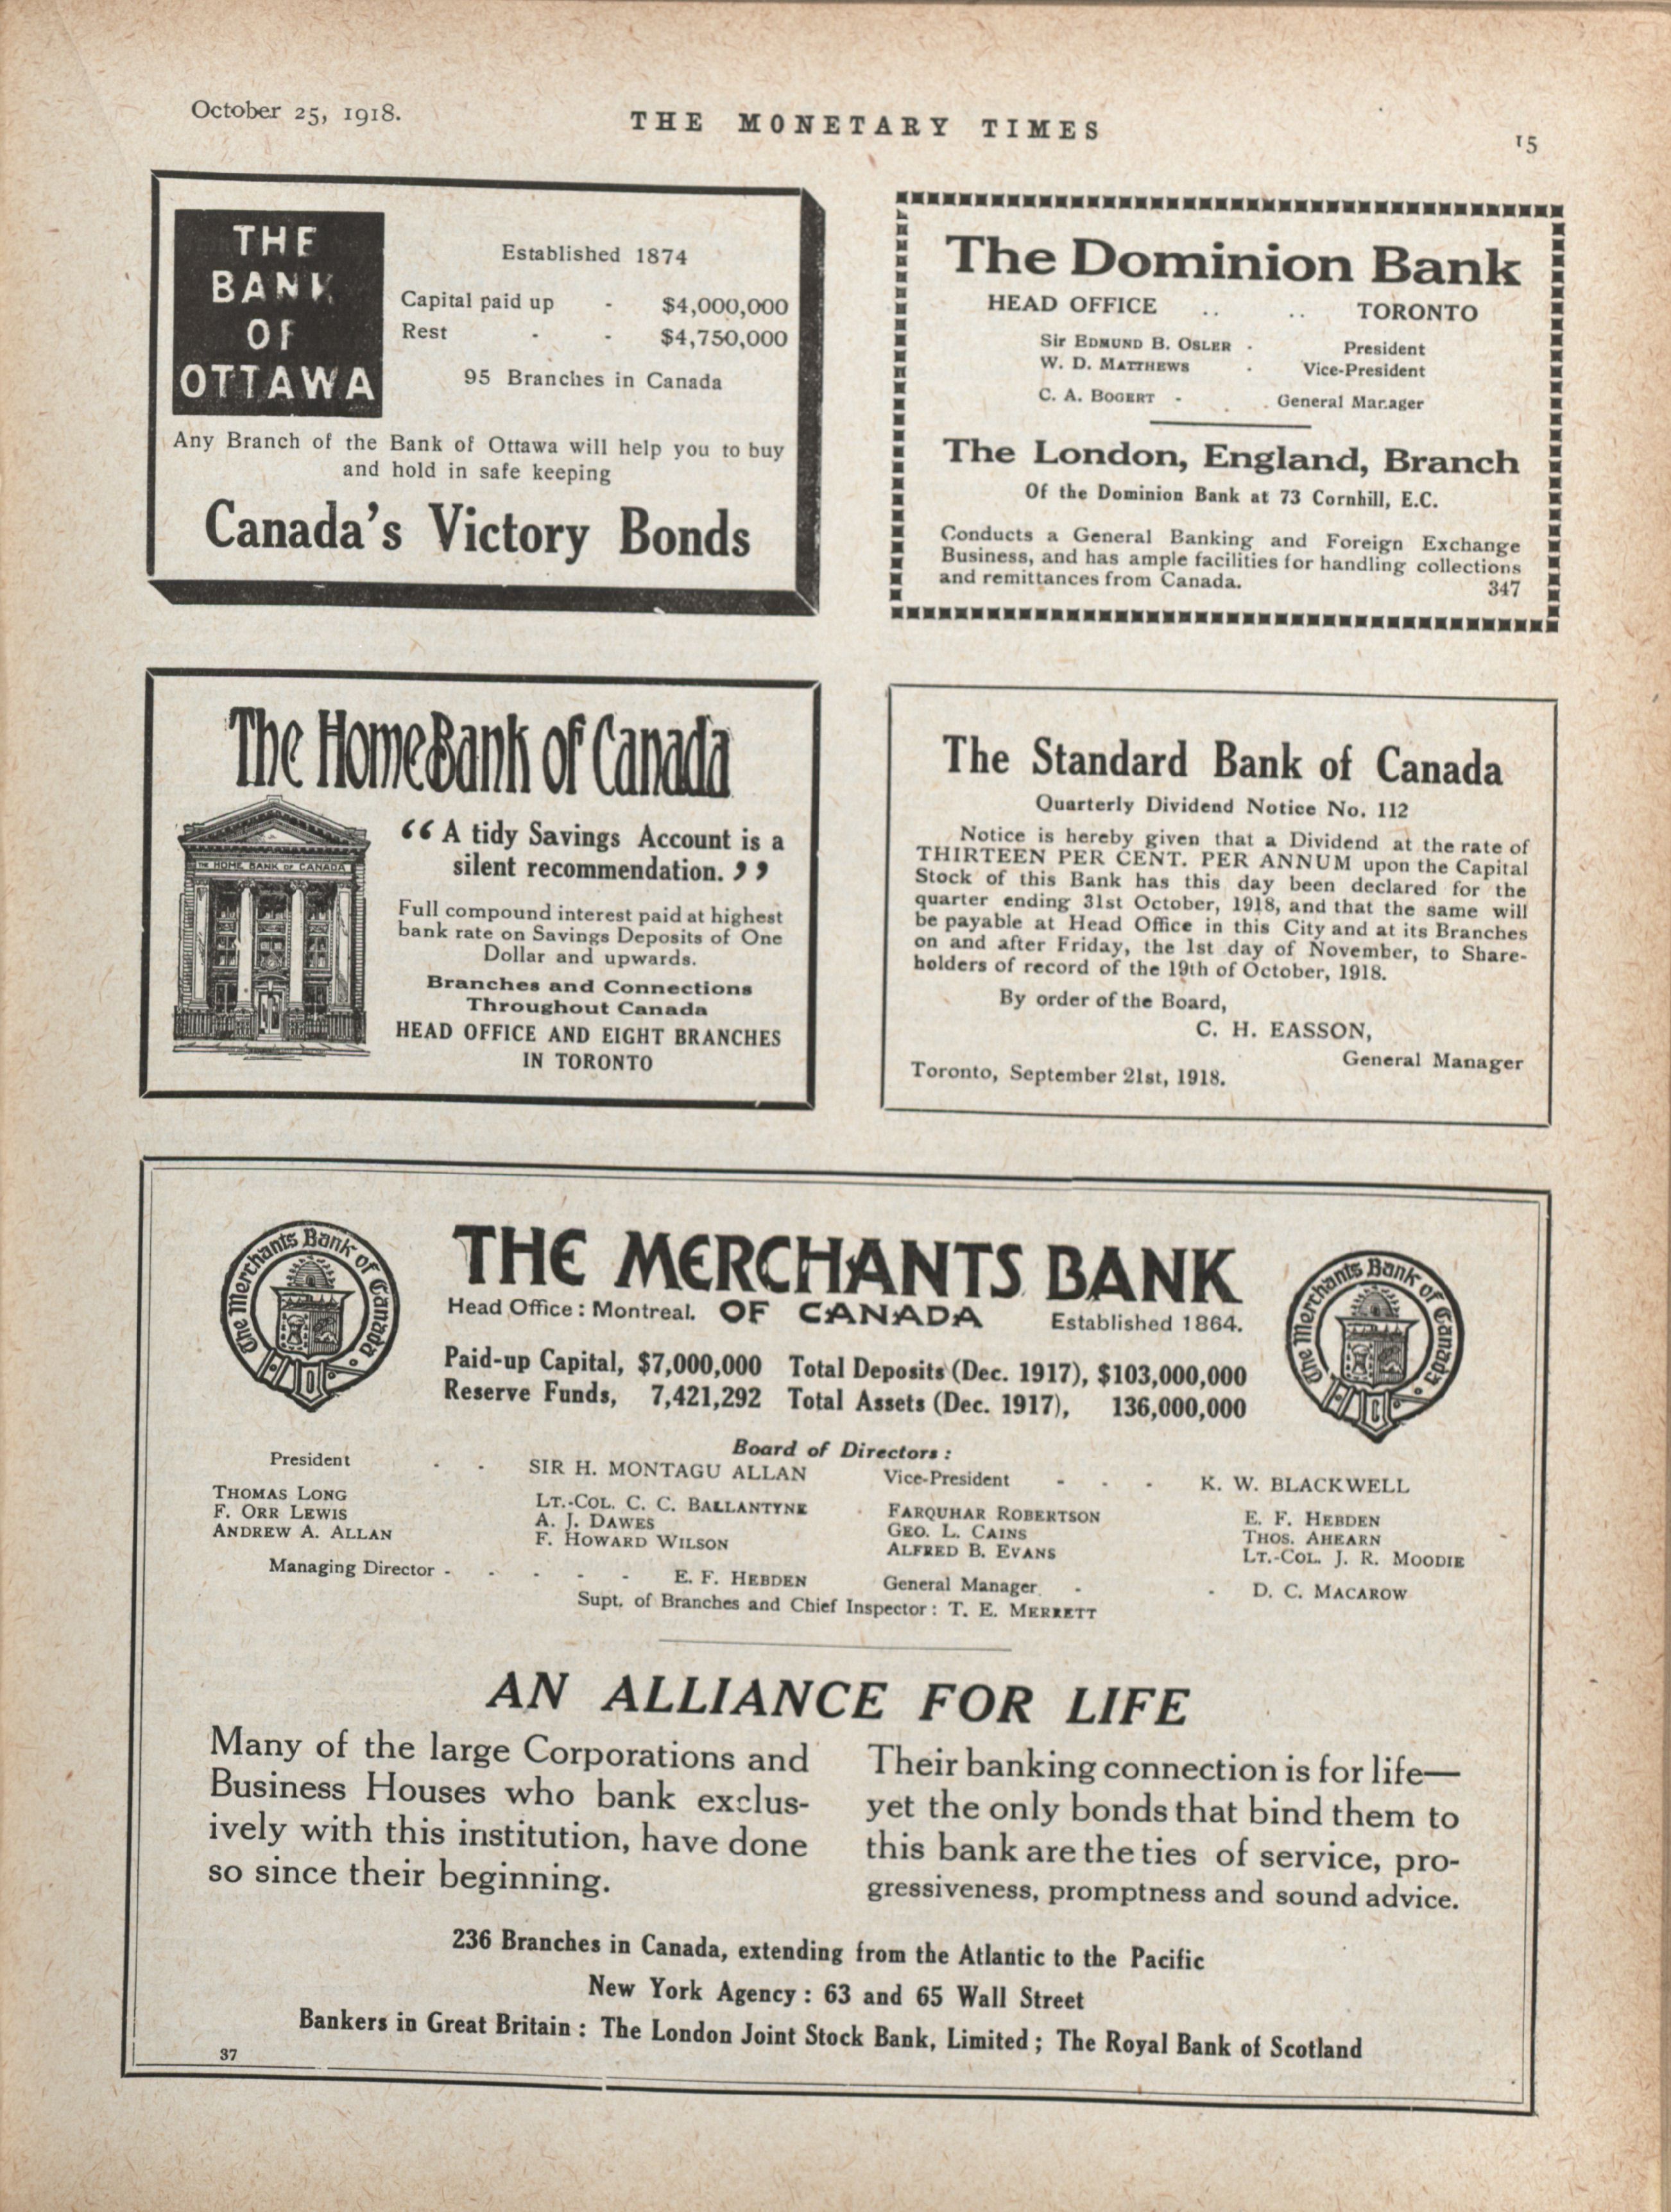 October 25, 1918.
THE MONETARY TIMES
15
THE
BANK
OF
OTTAWA
Established 1874
Capital paid up - $4,000,000
Rest - - $4,750,000
95 Branches in Canada
Any Branch of the Bank of Ottawa will help you to buy
and hold in safe keeping
Canada's Victory Bonds
The Dominion Bank
HEAD OFFICE .. .. TORONTO
Sir EDMUND B. OSLER - President
W. D. MATTHEWS - Vice-President
C. A. BOGERT - . . General Manager
The London, England, Branch
Of the Dominion Bank at 73 Cornhill, E.C.
Conducts a General Banking and Foreign Exchange
Business, and has ample facilities for handling collections
and remittances from Canada. 347
The Home Bank of Canada
THE HOME BANK OF CANADA
“A tidy Savings Account is a
silent recommendation.”
Full compound interest paid at highest
bank rate on Savings Deposits of One
Dollar and upwards.
Branches and Connections
Throughout Canada
HEAD OFFICE AND EIGHT BRANCHES
IN TORONTO
The Standard Bank of Canada
Quarterly Dividend Notice No. 112
Notice is hereby given that a Dividend at the rate of
THIRTEEN PER CENT. PER ANNUM upon the Capital
Stock of this Bank has this day been declared for the
quarter ending 31st October, 1918, and that the same will
be payable at Head Office in this City and at its Branches
on and after Friday, the 1st day of November, to Share-
holders of record of the 19th of October, 1918.
By order of the Board,
C. H. EASSON,
General Manager
Toronto, September 21st, 1918.
The Merchants Bank of Canada
THE MERCHANTS BANK
Head Office: Montreal. OF CANADA Established 1864.
The Merchants Bank of Canada
Paid-up Capital, $7,000,000 Total Deposits (Dec. 1917), $103,000,000
Reserve Funds, 7,421,292 Total Assets (Dec. 1917), 136,000,000
Board of Directors:
President - - SIR H. MONTAGU ALLAN Vice-President - - - K. W. BLACKWELL
THOMAS LONG LT.-COL. C. C. BALLANTYNE FARQUHAR ROBERTSON E. F. HEBDEN
F. ORR LEWIS A. J. DAWES GEO. L. CAINS THOS. AHEARN
ANDREW A. ALLAN F. HOWARD WILSON ALFRED B. EVANS LT.-COL. J. R. MOODIE
Managing Director - - - - - E. F. HEBDEN General Manager - - D. C. MACAROW
Supt. of Branches and Chief Inspector: T. E. MERRETT
AN ALLIANCE FOR LIFE
Many of the large Corporations and
Business Houses who bank exclus-
ively with this institution, have done
so since their beginning.
Their banking connection is for life—
yet the only bonds that bind them to
this bank are the ties of service, pro-
gressiveness, promptness and sound advice.
236 Branches in Canada, extending from the Atlantic to the Pacific
New York Agency: 63 and 65 Wall Street
Bankers in Great Britain: The London Joint Stock Bank, Limited; The Royal Bank of Scotland
37